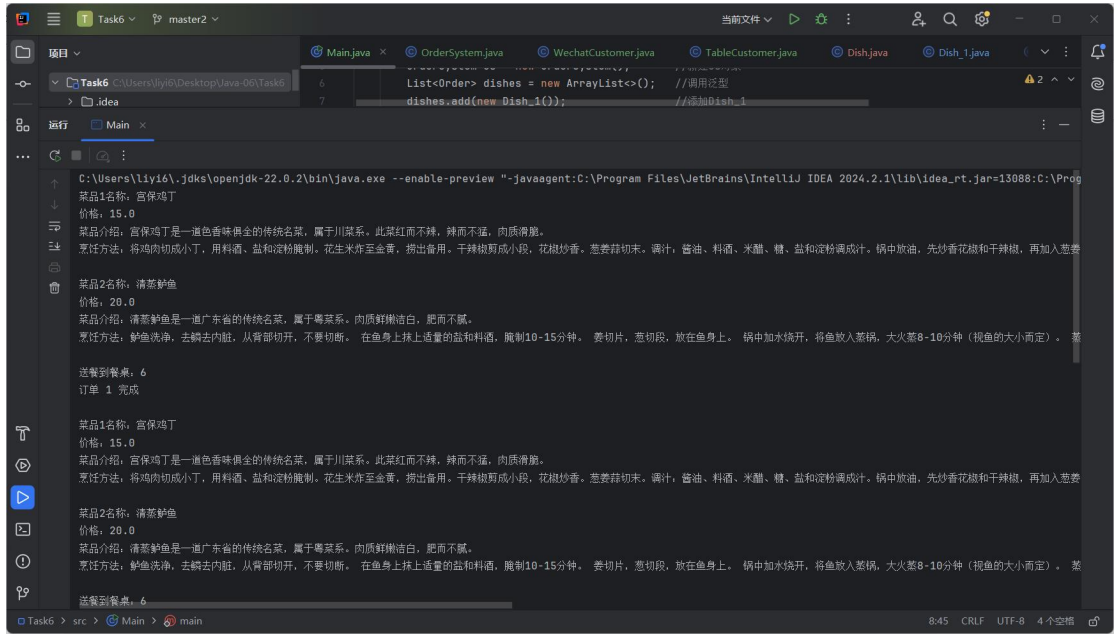 T Task6 master2 当前文件
项目
Main.java × OrderSystem.java WechatCustomer.java TableCustomer.java Dish.java Dish_1.java
Task6 C:\Users\liyi6\Desktop\Java-06\Task6
6 List<Order> dishes = new ArrayList<>(); //调用泛型 2
.idea
7 dishes.add(new Dish_1()); //添加Dish_1
运行 Main ×
C:\Users\liyi6\.jdks\openjdk-22.0.2\bin\java.exe --enable-preview "-javaagent:C:\Program Files\JetBrains\IntelliJ IDEA 2024.2.1\lib\idea_rt.jar=13088:C:\Prog
菜品1名称：宫保鸡丁
价格：15.0
菜品介绍：宫保鸡丁是一道色香味俱全的传统名菜，属于川菜系。此菜红而不辣，辣而不猛，肉质滑脆。
烹饪方法：将鸡肉切成小丁，用料酒、盐和淀粉腌制。花生米炸至金黄，捞出备用。干辣椒剪成小段，花椒炒香。葱姜蒜切末。调汁：酱油、料酒、米醋、糖、盐和淀粉调成汁。锅中放油，先炒香花椒和干辣椒，再加入葱姜
菜品2名称：清蒸鲈鱼
价格：20.0
菜品介绍：清蒸鲈鱼是一道广东省的传统名菜，属于粤菜系。肉质鲜嫩洁白，肥而不腻。
烹饪方法：鲈鱼洗净，去鳞去内脏，从背部切开，不要切断。 在鱼身上抹上适量的盐和料酒，腌制10-15分钟。 姜切片，葱切段，放在鱼身上。 锅中加水烧开，将鱼放入蒸锅，大火蒸8-10分钟（视鱼的大小而定）。 蒸
送餐到餐桌：6
订单 1 完成
菜品1名称：宫保鸡丁
价格：15.0
菜品介绍：宫保鸡丁是一道色香味俱全的传统名菜，属于川菜系。此菜红而不辣，辣而不猛，肉质滑脆。
烹饪方法：将鸡肉切成小丁，用料酒、盐和淀粉腌制。花生米炸至金黄，捞出备用。干辣椒剪成小段，花椒炒香。葱姜蒜切末。调汁：酱油、料酒、米醋、糖、盐和淀粉调成汁。锅中放油，先炒香花椒和干辣椒，再加入葱姜
菜品2名称：清蒸鲈鱼
价格：20.0
菜品介绍：清蒸鲈鱼是一道广东省的传统名菜，属于粤菜系。肉质鲜嫩洁白，肥而不腻。
烹饪方法：鲈鱼洗净，去鳞去内脏，从背部切开，不要切断。 在鱼身上抹上适量的盐和料酒，腌制10-15分钟。 姜切片，葱切段，放在鱼身上。 锅中加水烧开，将鱼放入蒸锅，大火蒸8-10分钟（视鱼的大小而定）。 蒸
送餐到餐桌：6
Task6 > src > Main > main 8:45 CRLF UTF-8 4个空格